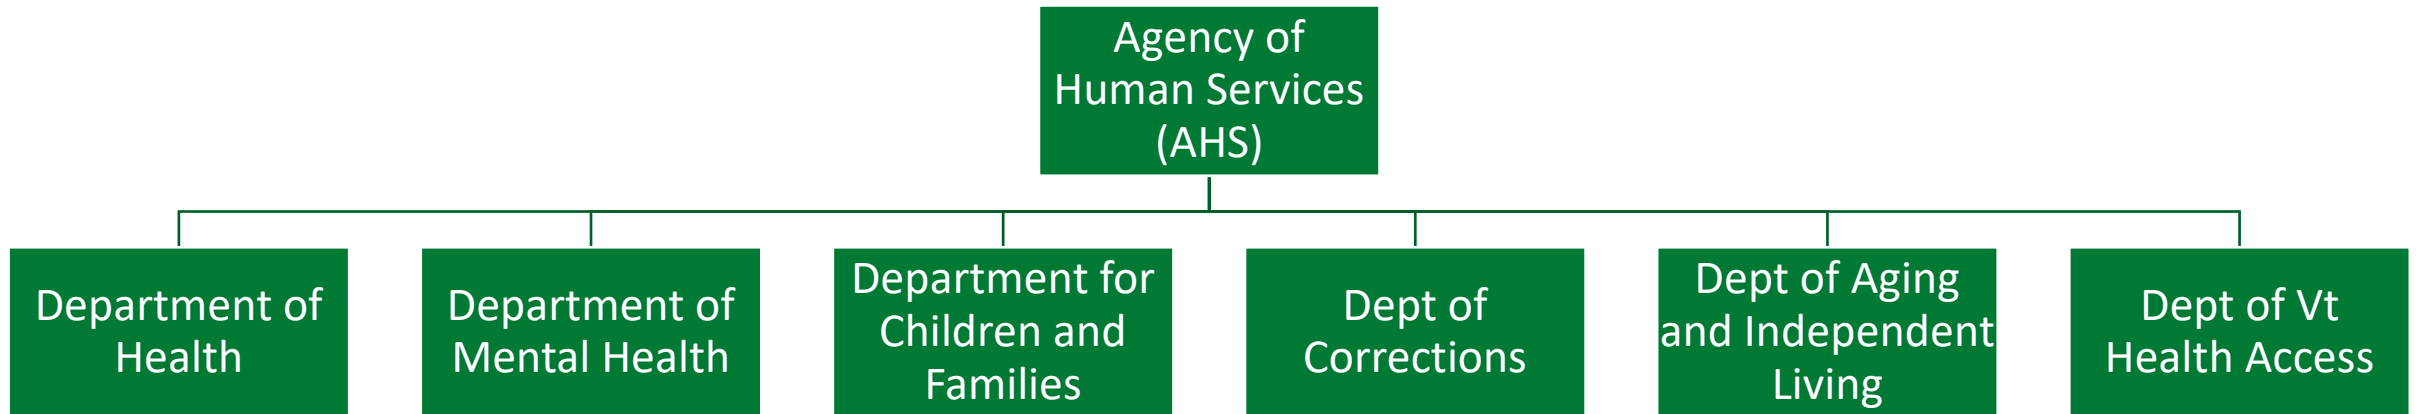 Agency of
Human Services
(AHS)
Department of
Health
Department of
Mental Health
Department for
Children and
Families
Dept of
Corrections
Dept of Aging
and Independent
Living
Dept of Vt
Health Access